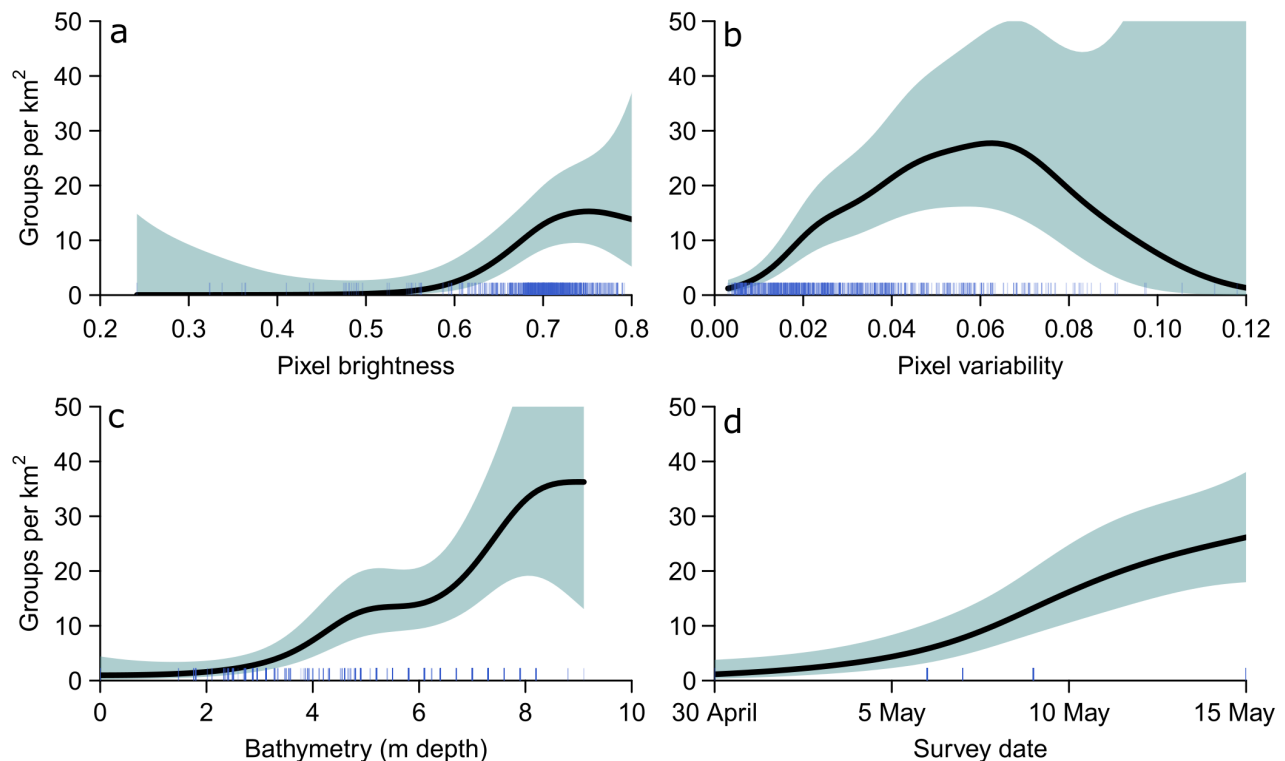 a
50
40
30
20
10
0
Groups per km²
0.2 0.3 0.4 0.5 0.6 0.7 0.8
Pixel brightness
b
50
40
30
20
10
0
0.00 0.02 0.04 0.06 0.08 0.10 0.12
Pixel variability
c
50
40
30
20
10
0
Groups per km²
0 2 4 6 8 10
Bathymetry (m depth)
d
50
40
30
20
10
0
30 April 5 May 10 May 15 May
Survey date